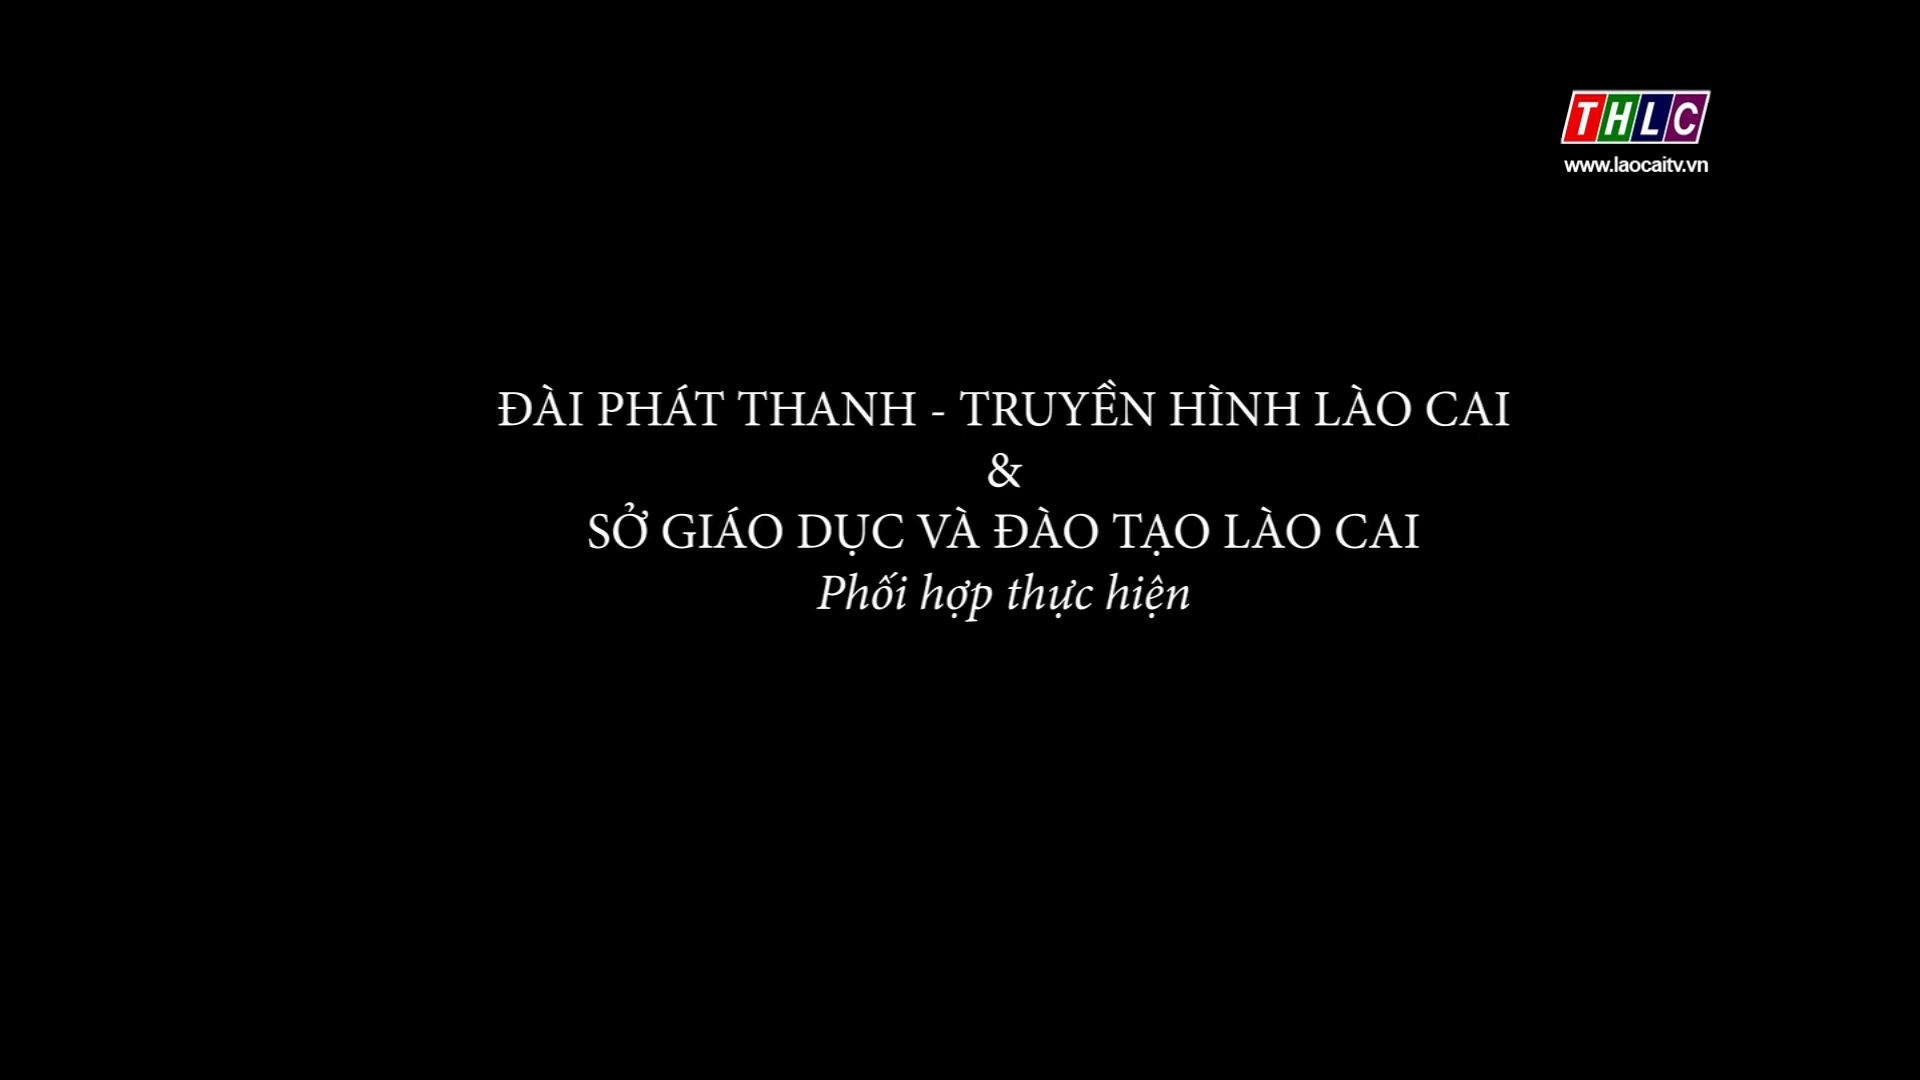 THLC
www.laocaitv.vn
ĐÀI PHÁT THANH - TRUYỀN HÌNH LÀO CAI
&
SỞ GIÁO DỤC VÀ ĐÀO TẠO LÀO CAI
Phối hợp thực hiện